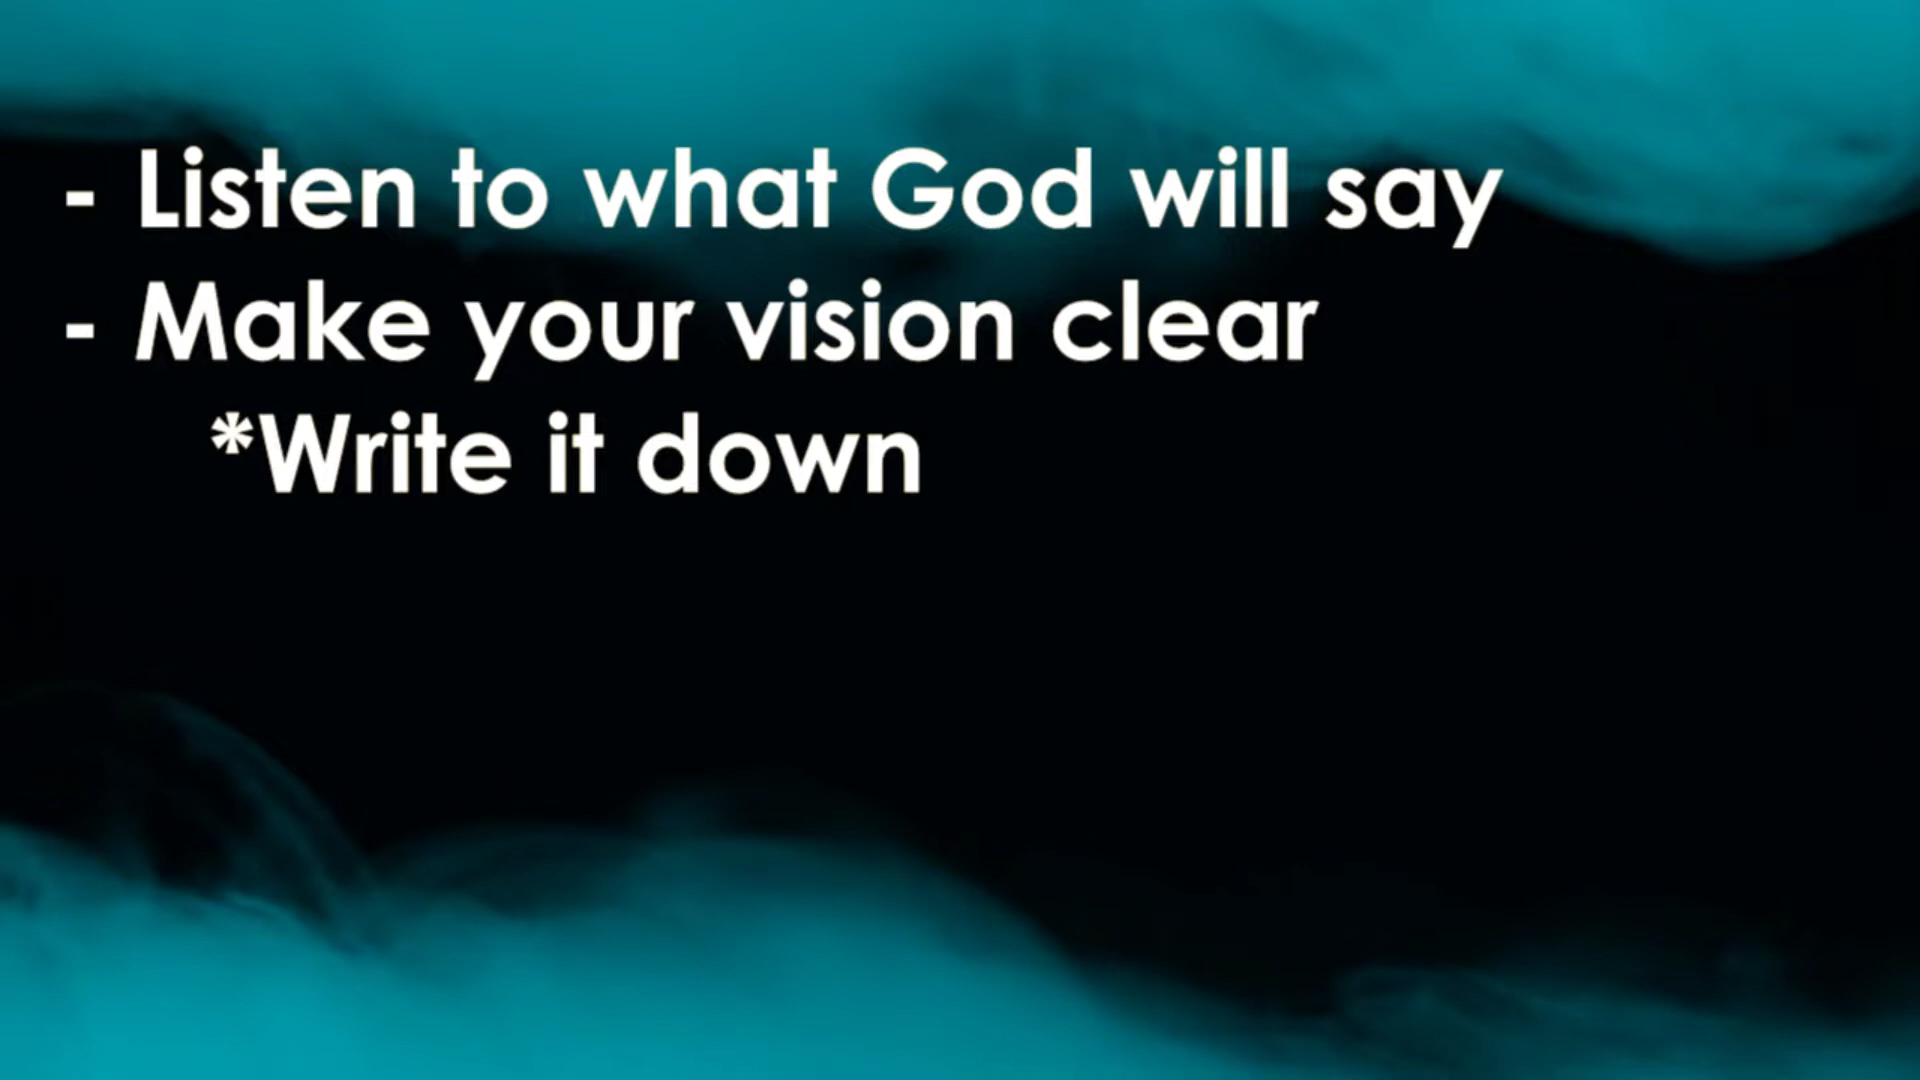 - Listen to what God will say
- Make your vision clear
*Write it down